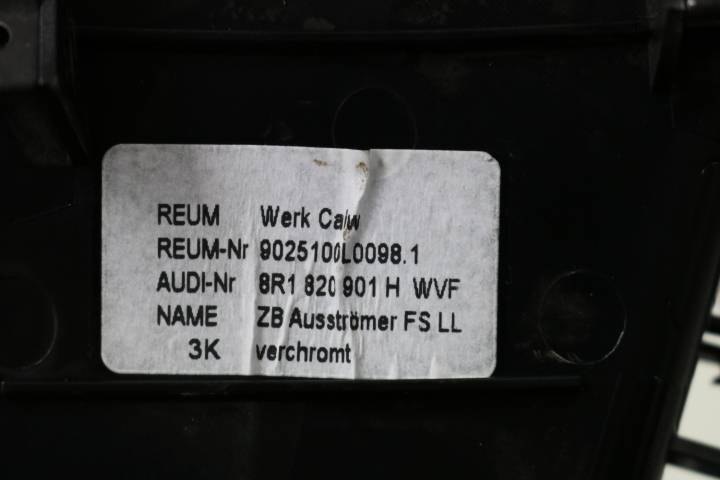 REUM Werk Calw
REUM-Nr 9025100L0098.1
AUDI-Nr 8R1 820 901 H WVF
NAME ZB Ausströmer FS LL
3K verchromt